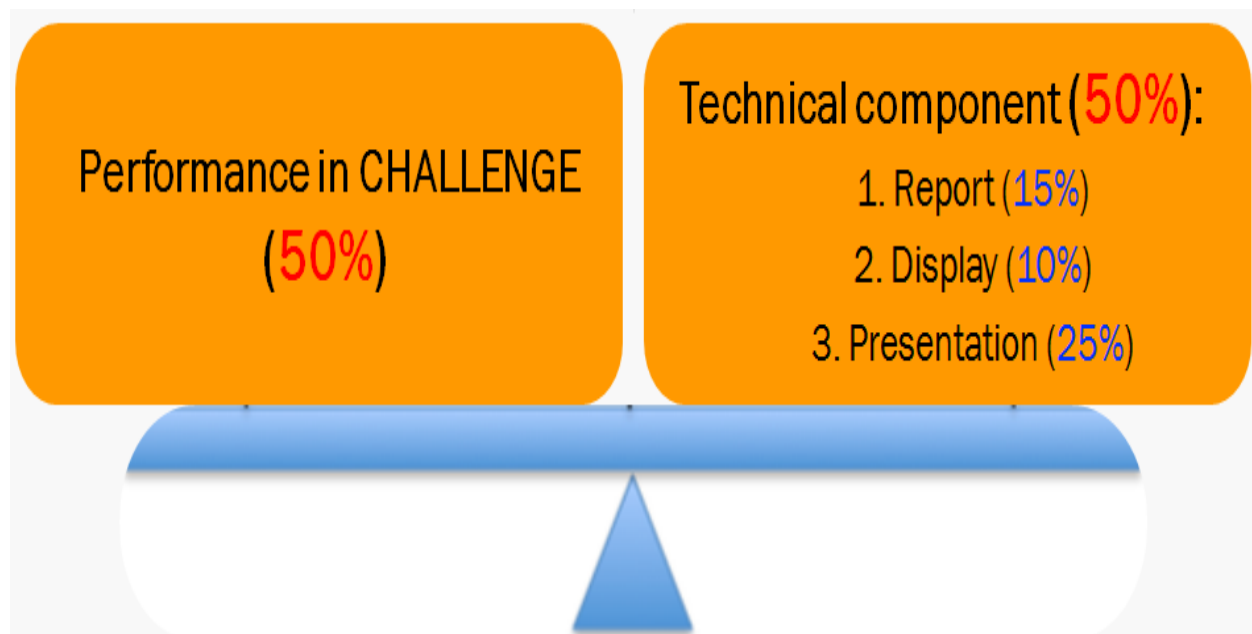 Performance in CHALLENGE
(50%)
Technical component (50%):
1. Report (15%)
2. Display (10%)
3. Presentation (25%)